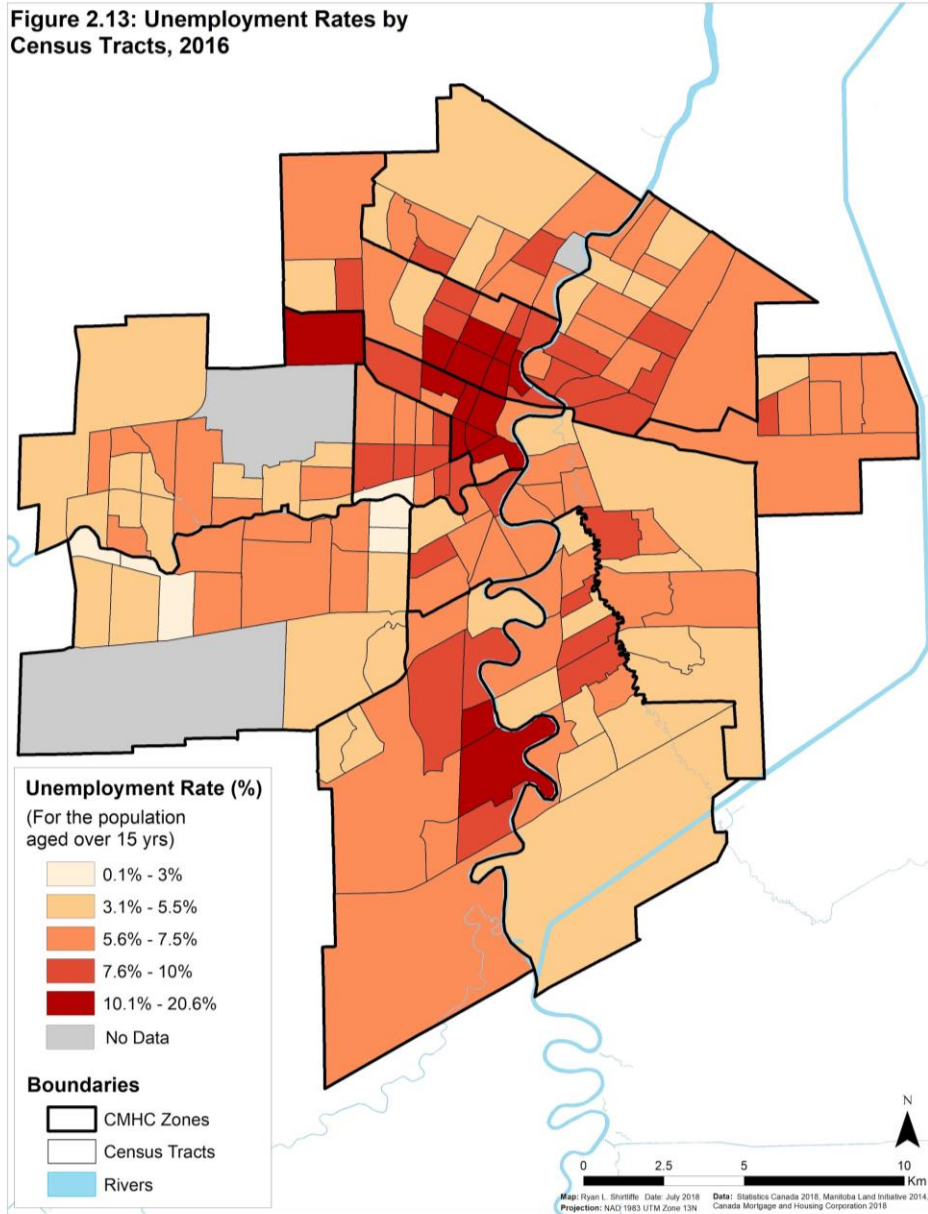 Figure 2.13: Unemployment Rates by
Census Tracts, 2016
Unemployment Rate (%)
(For the population
aged over 15 yrs)
0.1% - 3%
3.1% - 5.5%
5.6% - 7.5%
7.6% - 10%
10.1% - 20.6%
No Data
Boundaries
CMHC Zones
Census Tracts
Rivers
N
0 2.5 5 10
Km
Map: Ryan L. Shirtliffe Date: July 2018
Projection: NAD 1983 UTM Zone 13N
Data: Statistics Canada 2018, Manitoba Land Initiative 2014,
Canada Mortgage and Housing Corporation 2018